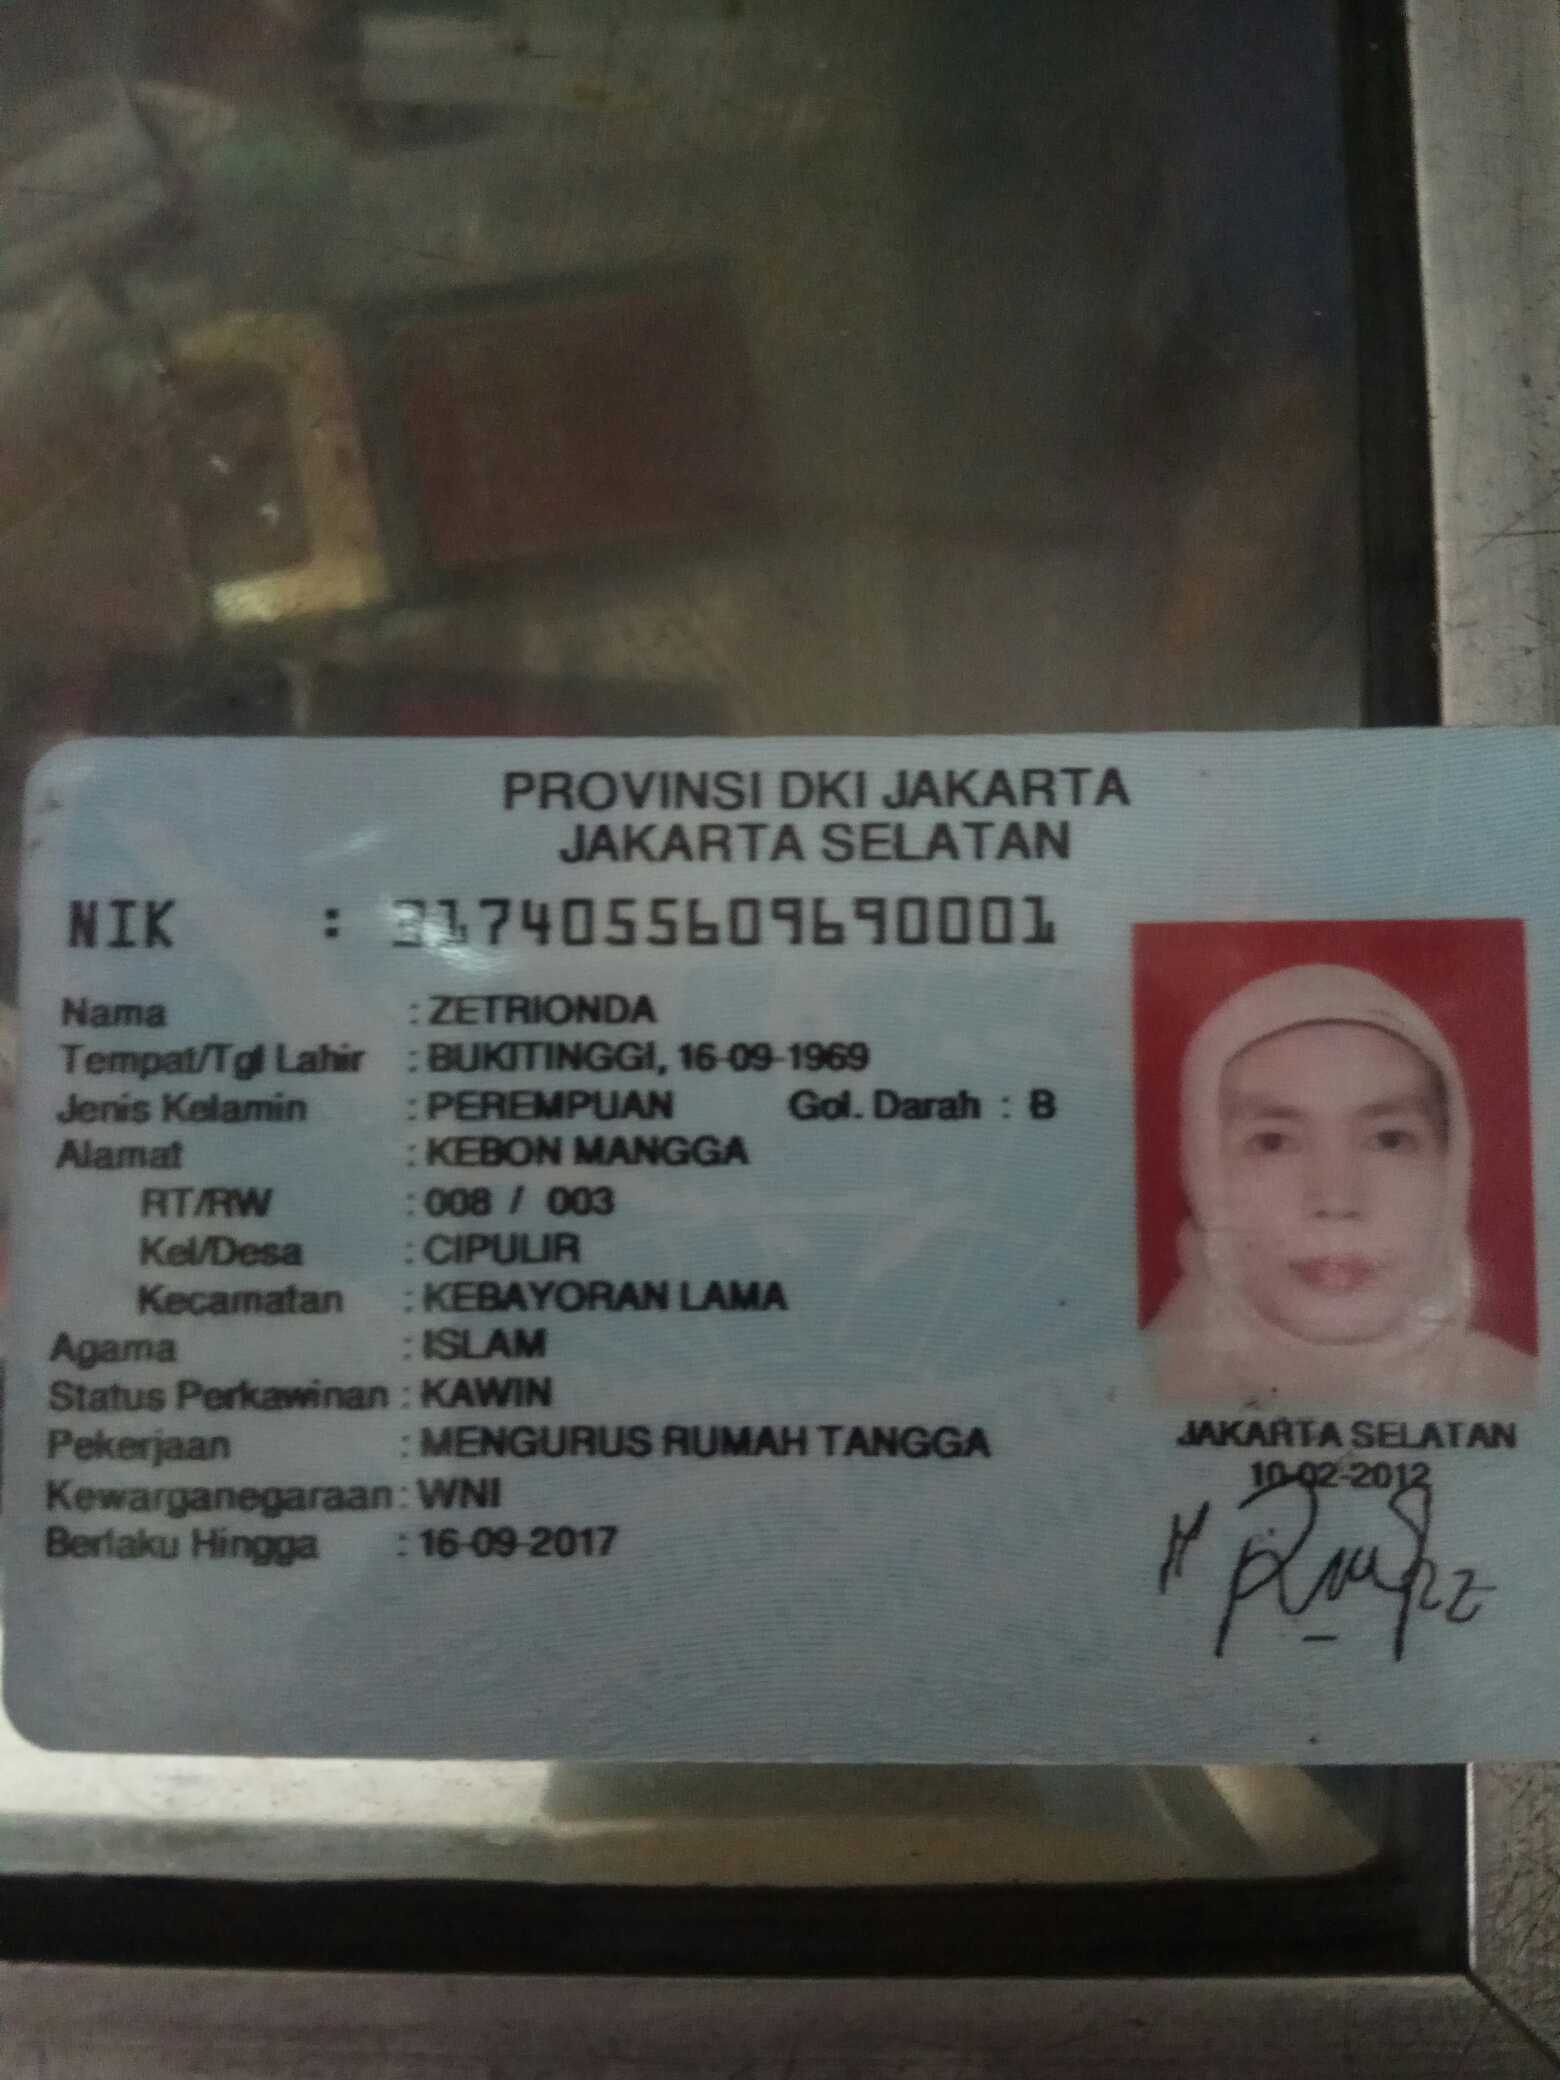 PROVINSI DKI JAKARTA
JAKARTA SELATAN
NIK : 3174055609690001
Nama : ZETRIONDA
Tempat/Tgl Lahir : BUKITINGGI, 16-09-1969
Jenis Kelamin : PEREMPUAN Gol. Darah : B
Alamat : KEBON MANGGA
RT/RW : 008 / 003
Kel/Desa : CIPULIR
Kecamatan : KEBAYORAN LAMA
Agama : ISLAM
Status Perkawinan : KAWIN
Pekerjaan : MENGURUS RUMAH TANGGA
Kewarganegaraan : WNI
Berlaku Hingga : 16-09-2017
JAKARTA SELATAN
10-02-2012